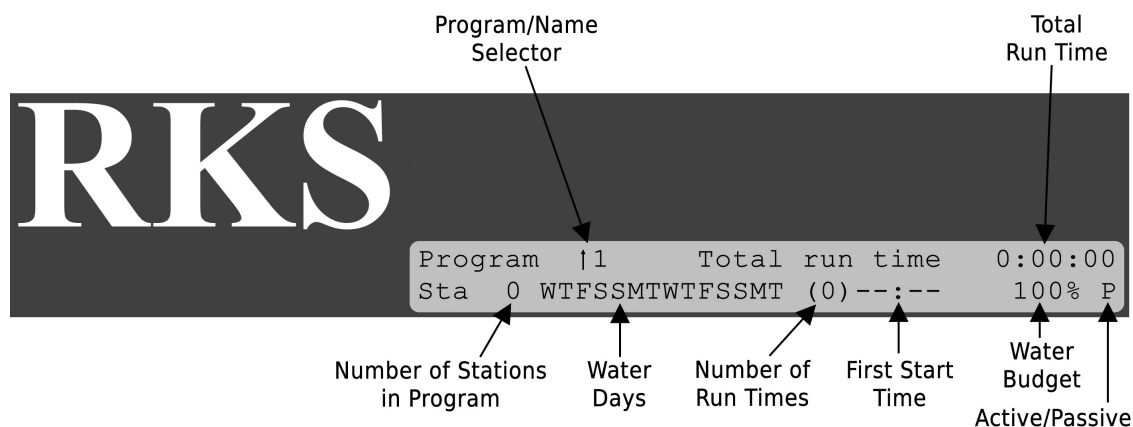 Program/Name
Selector
Total
Run Time
RKS
Program ↑1 Total run time 0:00:00
Sta 0 WTFSSMTWTFSSMT (0)--:-- 100% P
Number of Stations
in Program
Water
Days
Number of
Run Times
First Start
Time
Water
Budget
Active/Passive